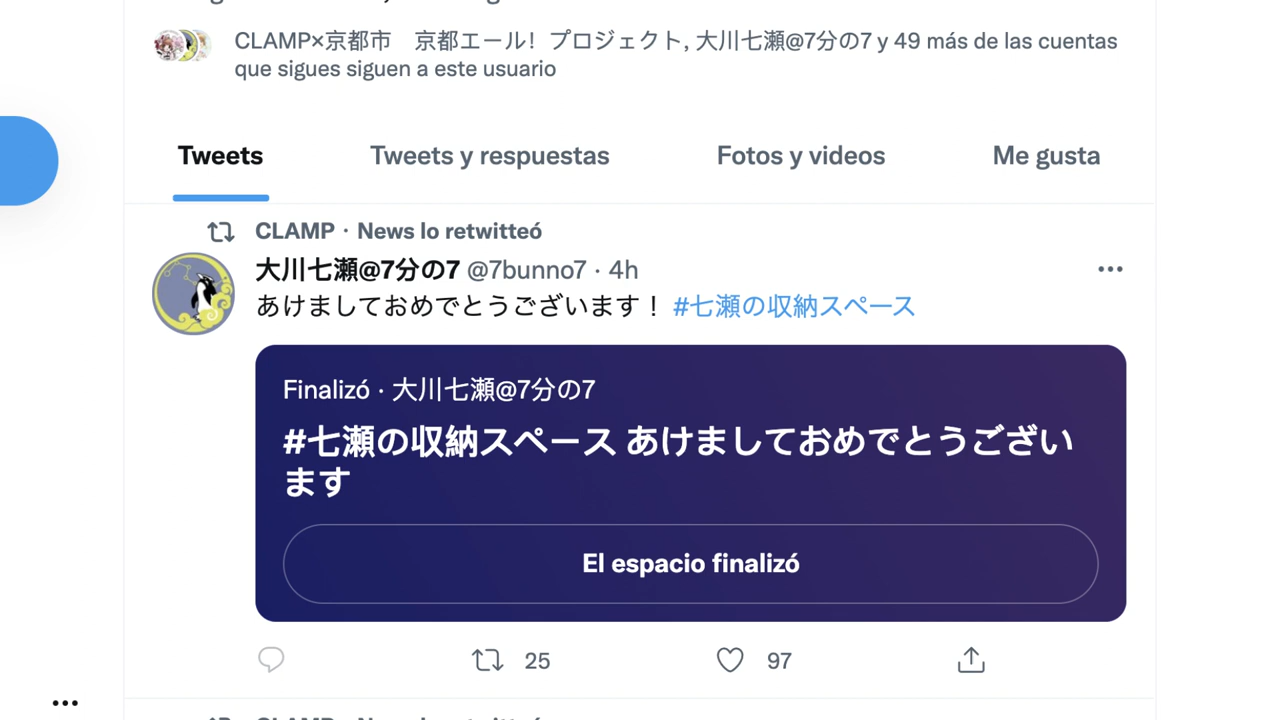 CLAMP×京都市　京都エール！プロジェクト, 大川七瀬@7分の7 y 49 más de las cuentas
que sigues siguen a este usuario
Tweets Tweets y respuestas Fotos y videos Me gusta
CLAMP・News lo retwitteó
大川七瀬@7分の7 @7bunno7 · 4h
あけましておめでとうございます！ #七瀬の収納スペース
Finalizó · 大川七瀬@7分の7
#七瀬の収納スペース あけましておめでとうござい
ます
El espacio finalizó
25 97